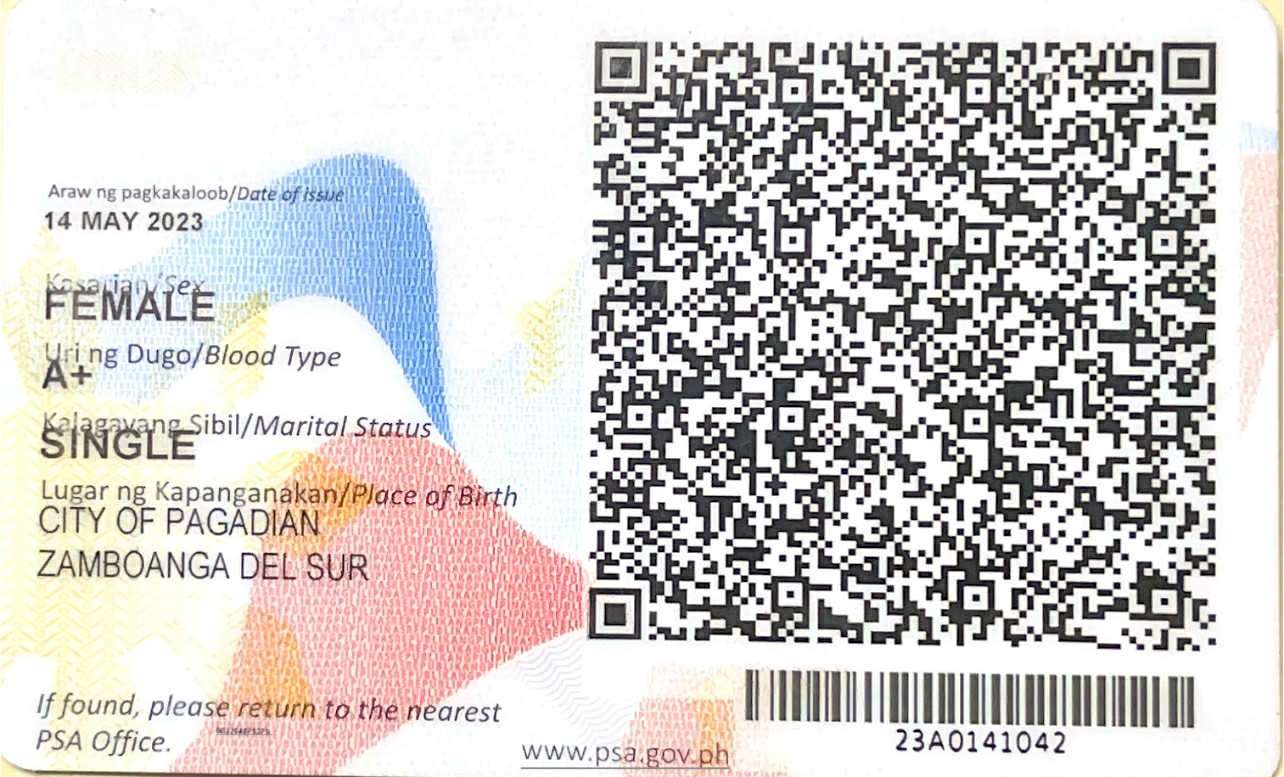 Araw ng pagkakaloob/Date of issue
14 MAY 2023
Kasarian/Sex
FEMALE
Uri ng Dugo/Blood Type
A+
Kalagayang Sibil/Marital Status
SINGLE
Lugar ng Kapanganakan/Place of Birth
CITY OF PAGADIAN
ZAMBOANGA DEL SUR
If found, please return to the nearest
PSA Office.
www.psa.gov.ph
23A0141042